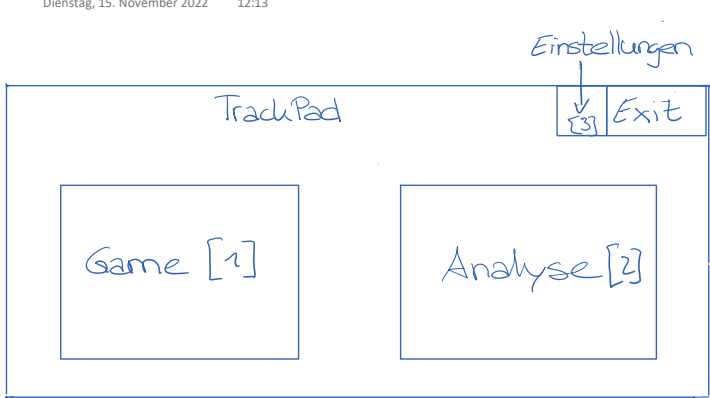 Dienstag, 15. November 2022 12:13
Einstellungen
TrackPad
[3] Exit
Game [1]
Analyse [2]